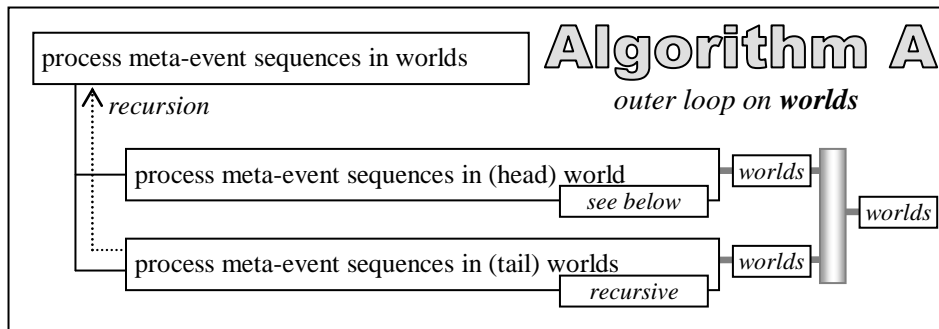 Algorithm A
process meta-event sequences in worlds
outer loop on worlds
recursion
process meta-event sequences in (head) world
worlds
see below
worlds
process meta-event sequences in (tail) worlds
worlds
recursive